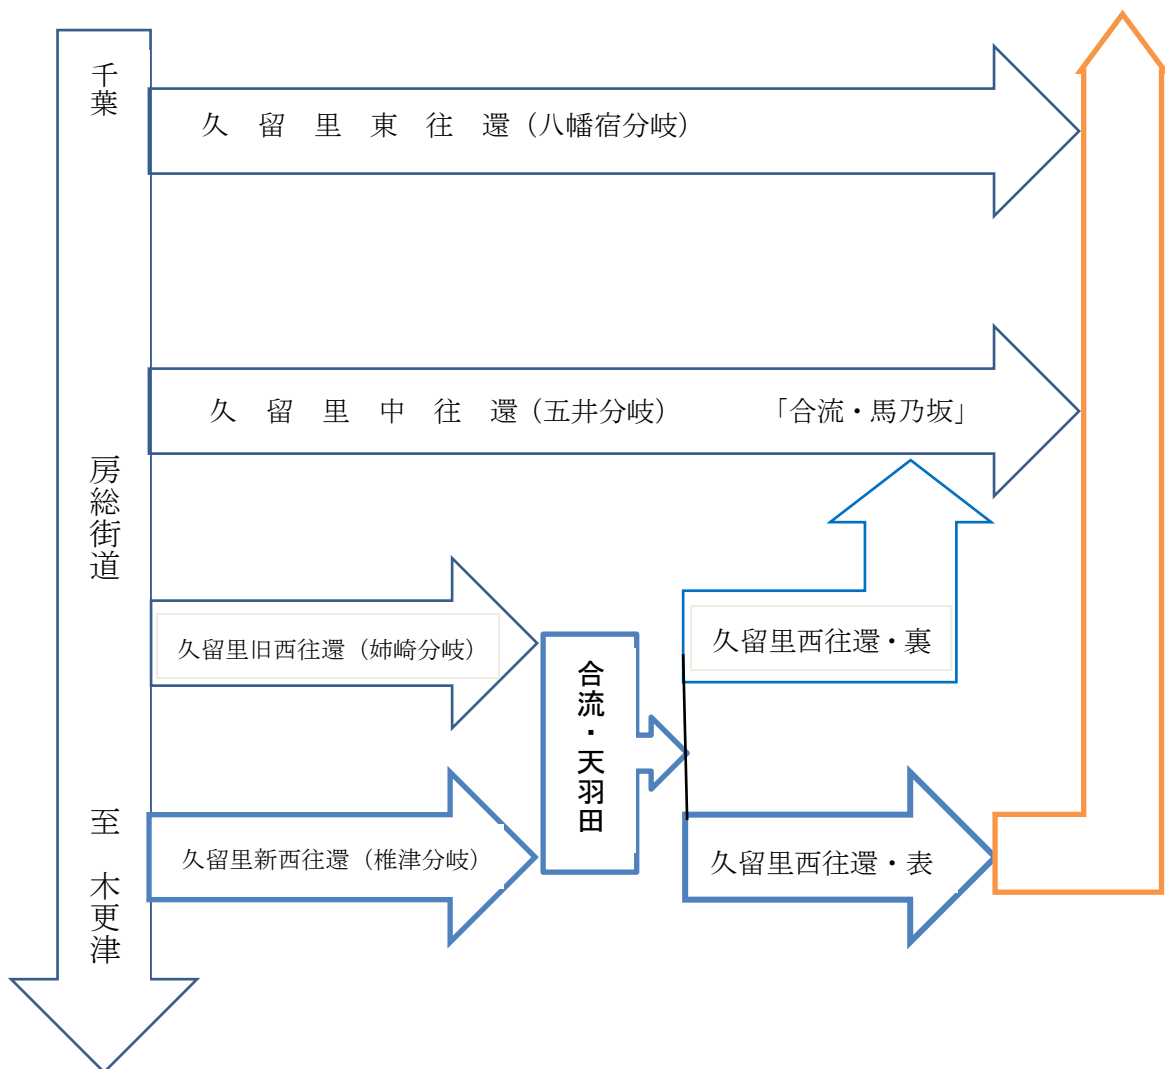 千葉
房総街道
至　木更津
久　留　里　東　往　還（八幡宿分岐）
久　留　里　中　往　還（五井分岐）
「合流・馬乃坂」
久留里旧西往還（姉崎分岐）
久留里新西往還（椎津分岐）
合流・天羽田
久留里西往還・裏
久留里西往還・表